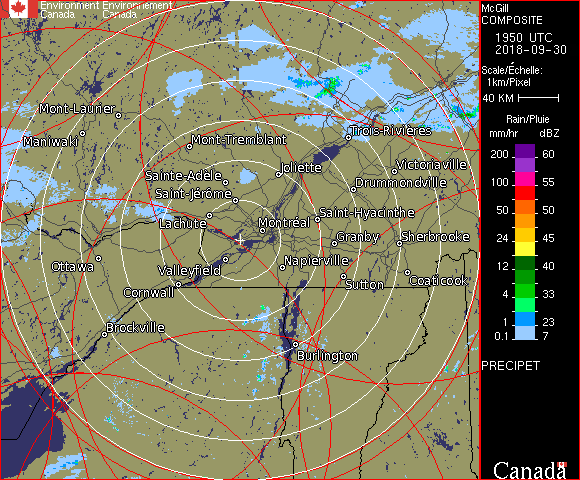 Environment Environnement
Canada Canada
McGill
COMPOSITE
1950 UTC
2018-09-30
Scale/Échelle:
1km/Pixel
40 KM
Rain/Pluie
mm/hr dBZ
200 60
100 55
50 50
24 45
12 40
4 33
1 23
0.1 7
PRECIPET
Canada
Mont-Laurier
Maniwaki
Mont-Tremblant
Trois-Rivières
Sainte-Adèle
Joliette
Victoriaville
Saint-Jérôme
Drummondville
Lachute
Montréal
Saint-Hyacinthe
Granby
Sherbrooke
Ottawa
Valleyfield
Napierville
Cornwall
Sutton
Coaticook
Brockville
Burlington